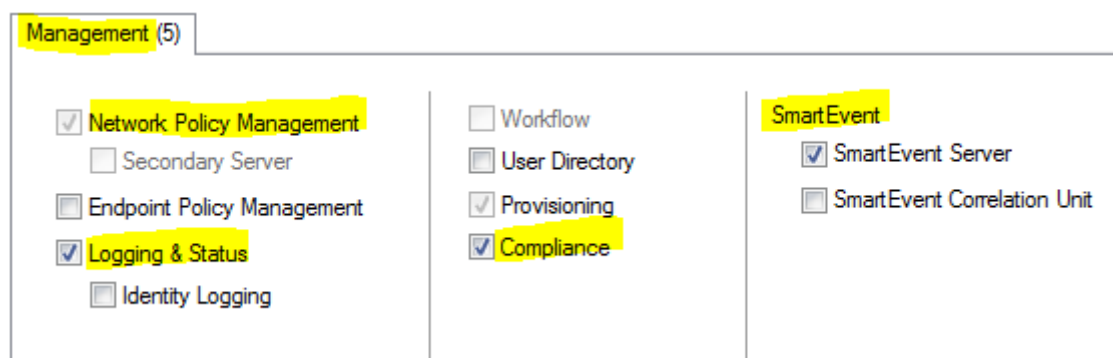 Management (5)
Network Policy Management
Secondary Server
Endpoint Policy Management
Logging & Status
Identity Logging
Workflow
User Directory
Provisioning
Compliance
SmartEvent
SmartEvent Server
SmartEvent Correlation Unit